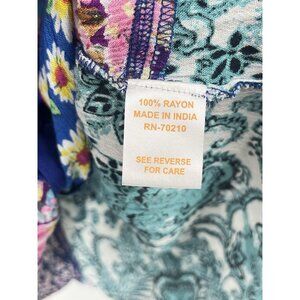 100% RAYON
MADE IN INDIA
RN-70210
SEE REVERSE
FOR CARE